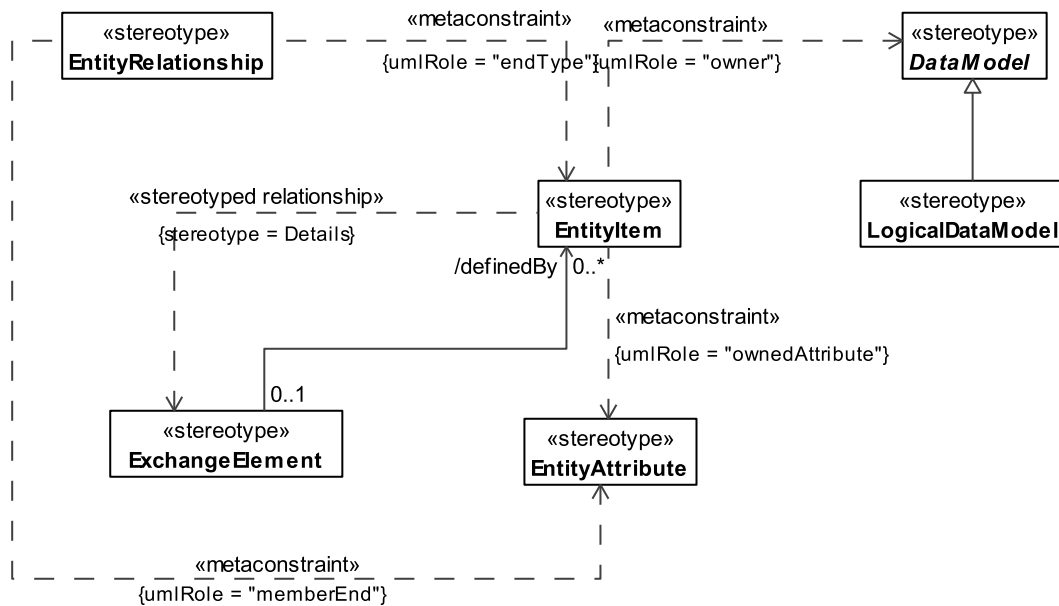 «metaconstraint»
«metaconstraint»
«stereotype»
EntityRelationship
{umlRole = "endType"}
{umlRole = "owner"}
«stereotype»
DataModel
«stereotyped relationship»
{stereotype = Details}
«stereotype»
EntityItem
«stereotype»
LogicalDataModel
/definedBy
0..*
«metaconstraint»
{umlRole = "ownedAttribute"}
0..1
«stereotype»
ExchangeElement
«stereotype»
EntityAttribute
«metaconstraint»
{umlRole = "memberEnd"}